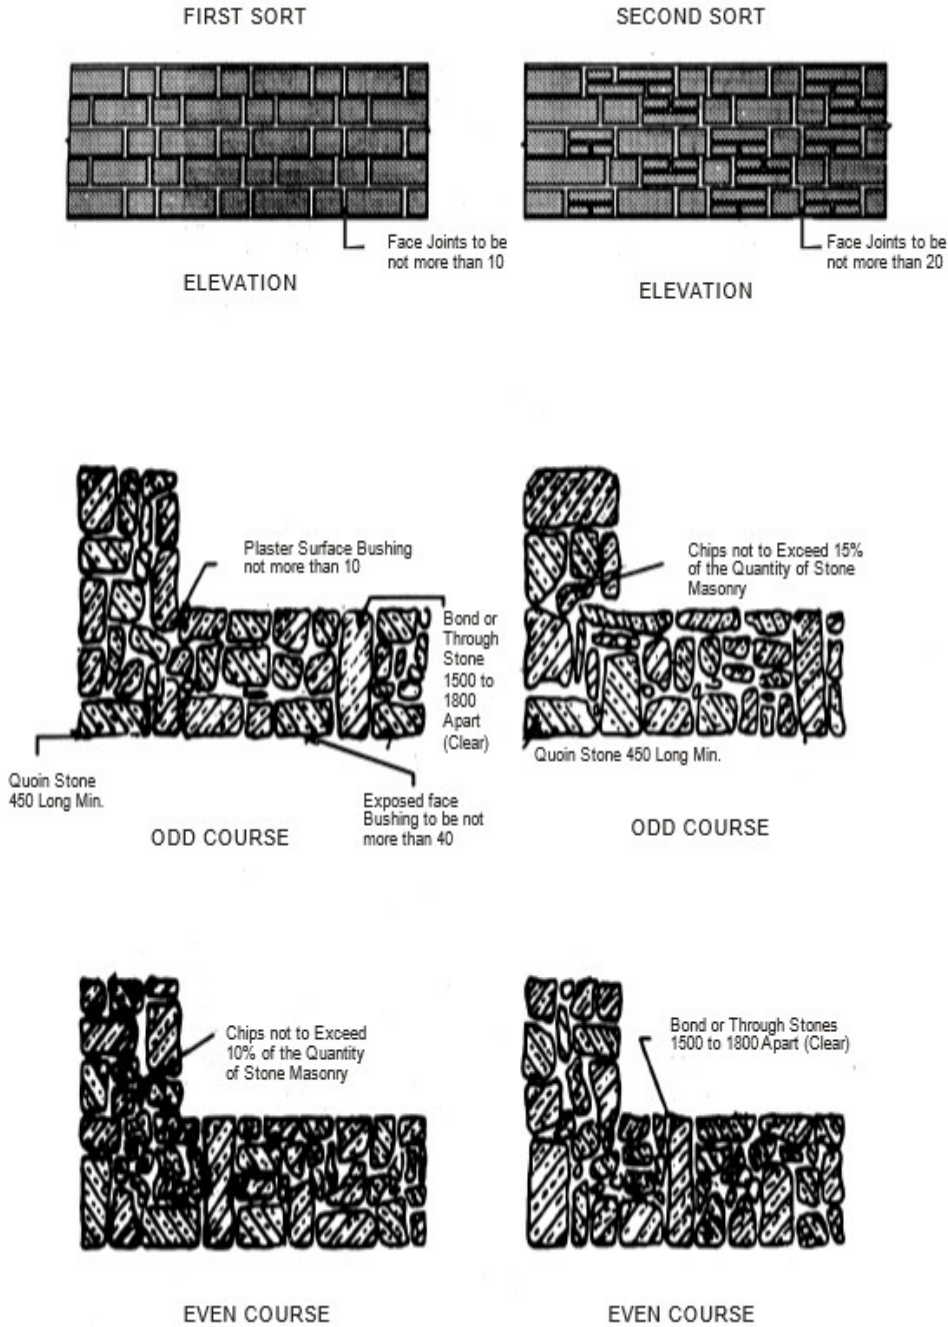 FIRST SORT
SECOND SORT
Face Joints to be
not more than 10
ELEVATION
Face Joints to be
not more than 20
ELEVATION
Plaster Surface Bushing
not more than 10
Bond or
Through
Stone
1500 to
1800
Apart
(Clear)
Quoin Stone
450 Long Min.
Exposed face
Bushing to be not
more than 40
ODD COURSE
Chips not to Exceed 15%
of the Quantity of Stone
Masonry
Quoin Stone 450 Long Min.
ODD COURSE
Chips not to Exceed
10% of the Quantity
of Stone Masonry
EVEN COURSE
Bond or Through Stones
1500 to 1800 Apart (Clear)
EVEN COURSE